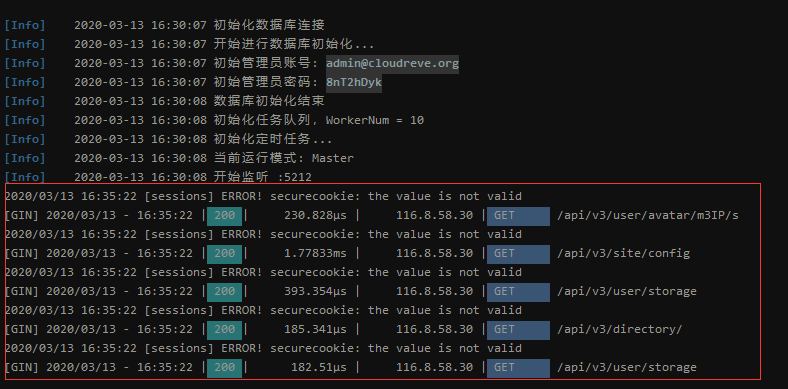 [Info] 2020-03-13 16:30:07 初始化数据库连接
[Info] 2020-03-13 16:30:07 开始进行数据库初始化...
[Info] 2020-03-13 16:30:07 初始管理员账号: admin@cloudreve.org
[Info] 2020-03-13 16:30:07 初始管理员密码: 8nT2hDyk
[Info] 2020-03-13 16:30:08 数据库初始化结束
[Info] 2020-03-13 16:30:08 初始化任务队列, WorkerNum = 10
[Info] 2020-03-13 16:30:08 初始化定时任务...
[Info] 2020-03-13 16:30:08 当前运行模式: Master
[Info] 2020-03-13 16:30:08 开始监听 :5212
2020/03/13 16:35:22 [sessions] ERROR! securecookie: the value is not valid
[GIN] 2020/03/13 - 16:35:22 | 200 | 230.828µs | 116.8.58.30 | GET /api/v3/user/avatar/m3IP/s
2020/03/13 16:35:22 [sessions] ERROR! securecookie: the value is not valid
[GIN] 2020/03/13 - 16:35:22 | 200 | 1.77833ms | 116.8.58.30 | GET /api/v3/site/config
2020/03/13 16:35:22 [sessions] ERROR! securecookie: the value is not valid
[GIN] 2020/03/13 - 16:35:22 | 200 | 393.354µs | 116.8.58.30 | GET /api/v3/user/storage
2020/03/13 16:35:22 [sessions] ERROR! securecookie: the value is not valid
[GIN] 2020/03/13 - 16:35:22 | 200 | 185.341µs | 116.8.58.30 | GET /api/v3/directory/
2020/03/13 16:35:22 [sessions] ERROR! securecookie: the value is not valid
[GIN] 2020/03/13 - 16:35:22 | 200 | 182.51µs | 116.8.58.30 | GET /api/v3/user/storage